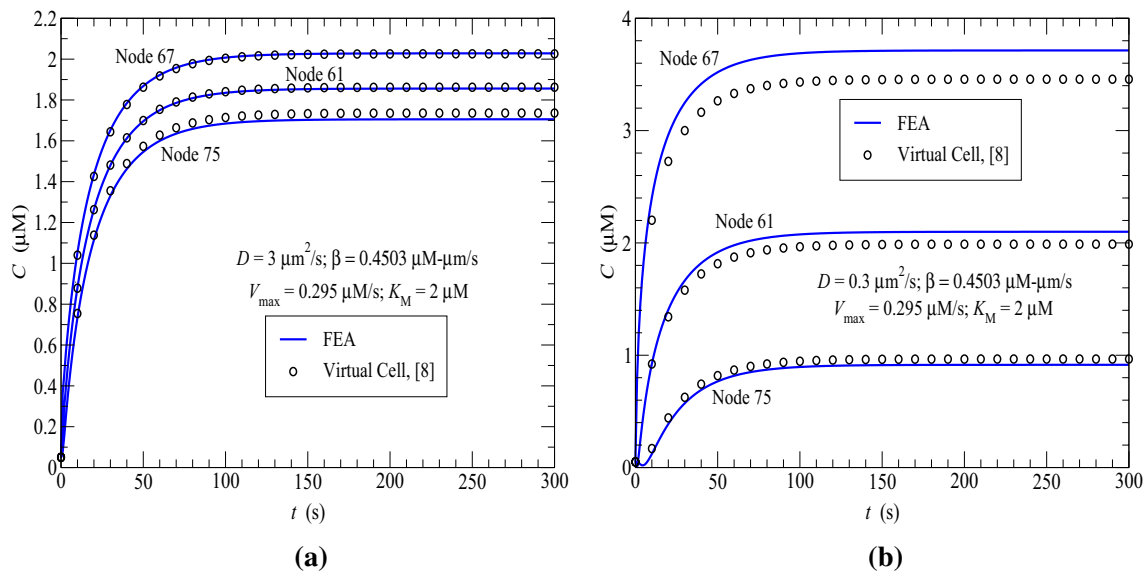 2.2
2
1.8
1.6
1.4
1.2
1
0.8
0.6
0.4
0.2
0
C (μM)
Node 67
Node 61
Node 75
D = 3 μm²/s; β = 0.4503 μM-μm/s
Vmax = 0.295 μM/s; KM = 2 μM
FEA
Virtual Cell, [8]
0 50 100 150 200 250 300
t (s)
(a)
4
3
2
1
0
C (μM)
Node 67
FEA
Virtual Cell, [8]
Node 61
D = 0.3 μm²/s; β = 0.4503 μM-μm/s
Vmax = 0.295 μM/s; KM = 2 μM
Node 75
0 50 100 150 200 250 300
t (s)
(b)